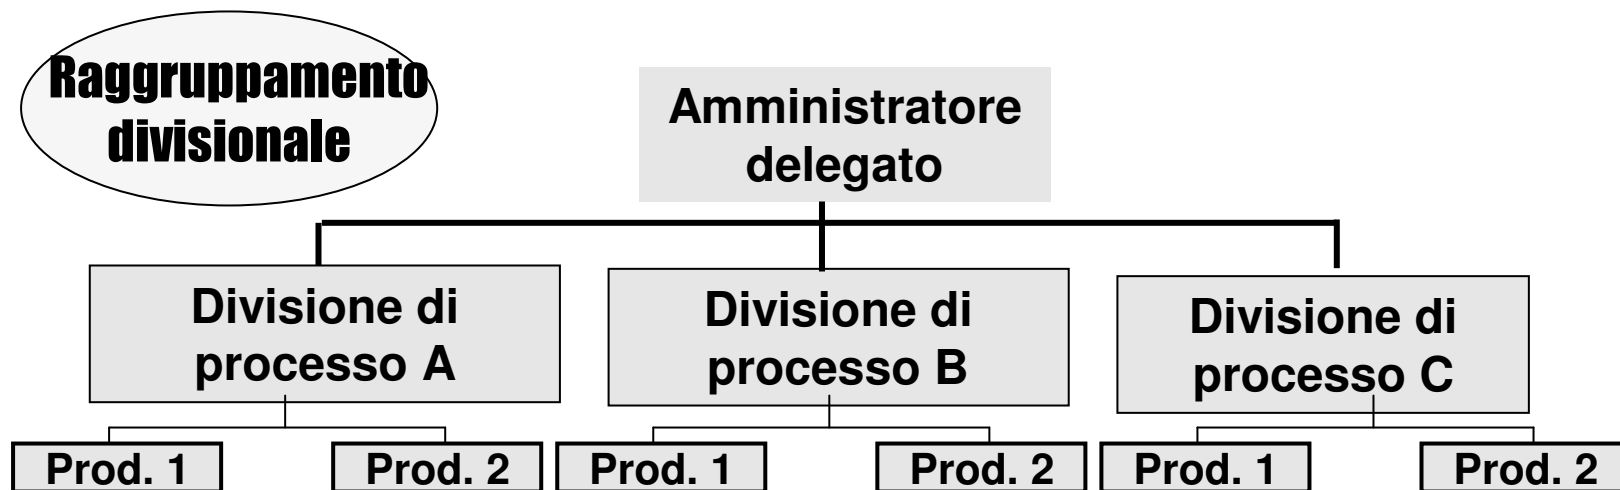 Raggruppamento
divisionale
Amministratore
delegato
Divisione di
processo A
Divisione di
processo B
Divisione di
processo C
Prod. 1
Prod. 2
Prod. 1
Prod. 2
Prod. 1
Prod. 2